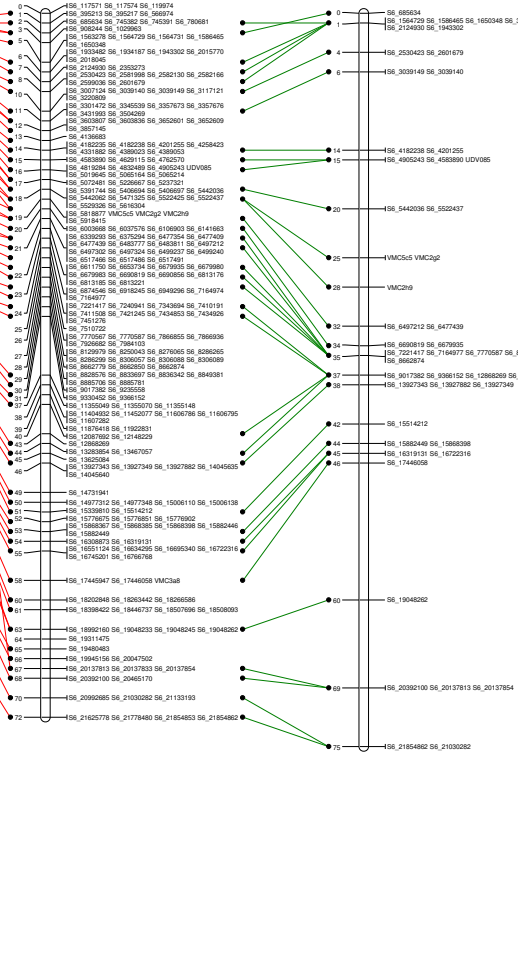 0 S6_117571 S6_117574 S6_119974
1 S6_395213 S6_395217 S6_566974
2 S6_685634 S6_745382 S6_745391 S6_780681
3 S6_908244 S6_1029963
5 S6_1563278 S6_1564729 S6_1564731 S6_1586465
S6_1650348
S6_1933482 S6_1934187 S6_1943302 S6_2015770
6 S6_2018045
7 S6_2124930 S6_2353273
8 S6_2530423 S6_2581998 S6_2582130 S6_2582166
S6_2599036 S6_2601679
10 S6_3007124 S6_3039140 S6_3039149 S6_3117121
S6_3220809
11 S6_3301472 S6_3345539 S6_3357673 S6_3357676
S6_3431993 S6_3504269
12 S6_3603807 S6_3603836 S6_3652601 S6_3652609
S6_3857145
13 S6_4136683
14 S6_4182235 S6_4182238 S6_4201255 S6_4258423
S6_4331882 S6_4389023 S6_4389053
15 S6_4583890 S6_4629115 S6_4762570
16 S6_4819284 S6_4832489 S6_4905243 UDV085
S6_5019645 S6_5065164 S6_5065214
17 S6_5072481 S6_5226667 S6_5237321
18 S6_5391744 S6_5406694 S6_5406697 S6_5442036
S6_5442062 S6_5471325 S6_5522425 S6_5522437
S6_5529326 S6_5616304
19 S6_5818877 VMC5c5 VMC2g2 VMC2h9
S6_5918415
20 S6_6003668 S6_6037576 S6_6106903 S6_6141663
S6_6339293 S6_6375294 S6_6477354 S6_6477409
21 S6_6477439 S6_6483777 S6_6483811 S6_6497212
S6_6497302 S6_6497324 S6_6499237 S6_6499240
S6_6517466 S6_6517486 S6_6517491
S6_6611750 S6_6653734 S6_6679935 S6_6679980
22 S6_6679983 S6_6690819 S6_6690856 S6_6813176
S6_6813185 S6_6813221
23 S6_6874546 S6_6918245 S6_6949296 S6_7164974
S6_7164977
24 S6_7221417 S6_7240941 S6_7343694 S6_7410191
S6_7411508 S6_7421245 S6_7434853 S6_7434926
S6_7451276
25 S6_7510722
26 S6_7770567 S6_7770587 S6_7866855 S6_7866936
S6_7926682 S6_7984103
27 S6_8129979 S6_8250043 S6_8276065 S6_8286265
S6_8286299 S6_8306057 S6_8306088 S6_8306089
28 S6_8662779 S6_8662850 S6_8662874
29 S6_8828576 S6_8833697 S6_8836342 S6_8849381
S6_8885706 S6_8885781
30 S6_9017382 S6_9235558
31 S6_9330452 S6_9366152
37 S6_11355049 S6_11355070 S6_11355148
38 S6_11404932 S6_11452077 S6_11606786 S6_11606795
S6_11607282
39 S6_11876418 S6_11922831
40 S6_12087692 S6_12148229
43 S6_12868269
44 S6_13283854 S6_13467057
45 S6_13625084
46 S6_13927343 S6_13927349 S6_13927882 S6_14045635
S6_14045640
49 S6_14731941
50 S6_14977312 S6_14977348 S6_15006110 S6_15006138
51 S6_15339810 S6_15514212
52 S6_15776675 S6_15776851 S6_15776902
53 S6_15868367 S6_15868385 S6_15868398 S6_15882446
S6_15882449
54 S6_16308873 S6_16319131
55 S6_16551124 S6_16634295 S6_16695340 S6_16722316
S6_16745201 S6_16766768
58 S6_17445947 S6_17446058 VMC3a8
60 S6_18202848 S6_18263442 S6_18266586
61 S6_18398422 S6_18446737 S6_18507696 S6_18508093
63 S6_18992160 S6_19048233 S6_19048245 S6_19048262
64 S6_19311475
65 S6_19480483
66 S6_19945156 S6_20047502
67 S6_20137813 S6_20137833 S6_20137854
68 S6_20392100 S6_20465170
70 S6_20992685 S6_21030282 S6_21133193
72 S6_21625778 S6_21778480 S6_21854853 S6_21854862
0 S6_685634
1 S6_1564729 S6_1586465 S6_1650348
S6_2124930 S6_1943302
4 S6_2530423 S6_2601679
6 S6_3039149 S6_3039140
14 S6_4182238 S6_4201255
15 S6_4905243 S6_4583890 UDV085
20 S6_5442036 S6_5522437
25 VMC5c5 VMC2g2
28 VMC2h9
32 S6_6497212 S6_6477439
34 S6_6690819 S6_6679935
35 S6_7221417 S6_7164977 S6_7770587
S6_8662874
37 S6_9017382 S6_9366152 S6_12868269
38 S6_13927343 S6_13927882 S6_13927349
42 S6_15514212
44 S6_15882449 S6_15868398
45 S6_16319131 S6_16722316
46 S6_17446058
60 S6_19048262
69 S6_20392100 S6_20137813 S6_20137854
75 S6_21854862 S6_21030282